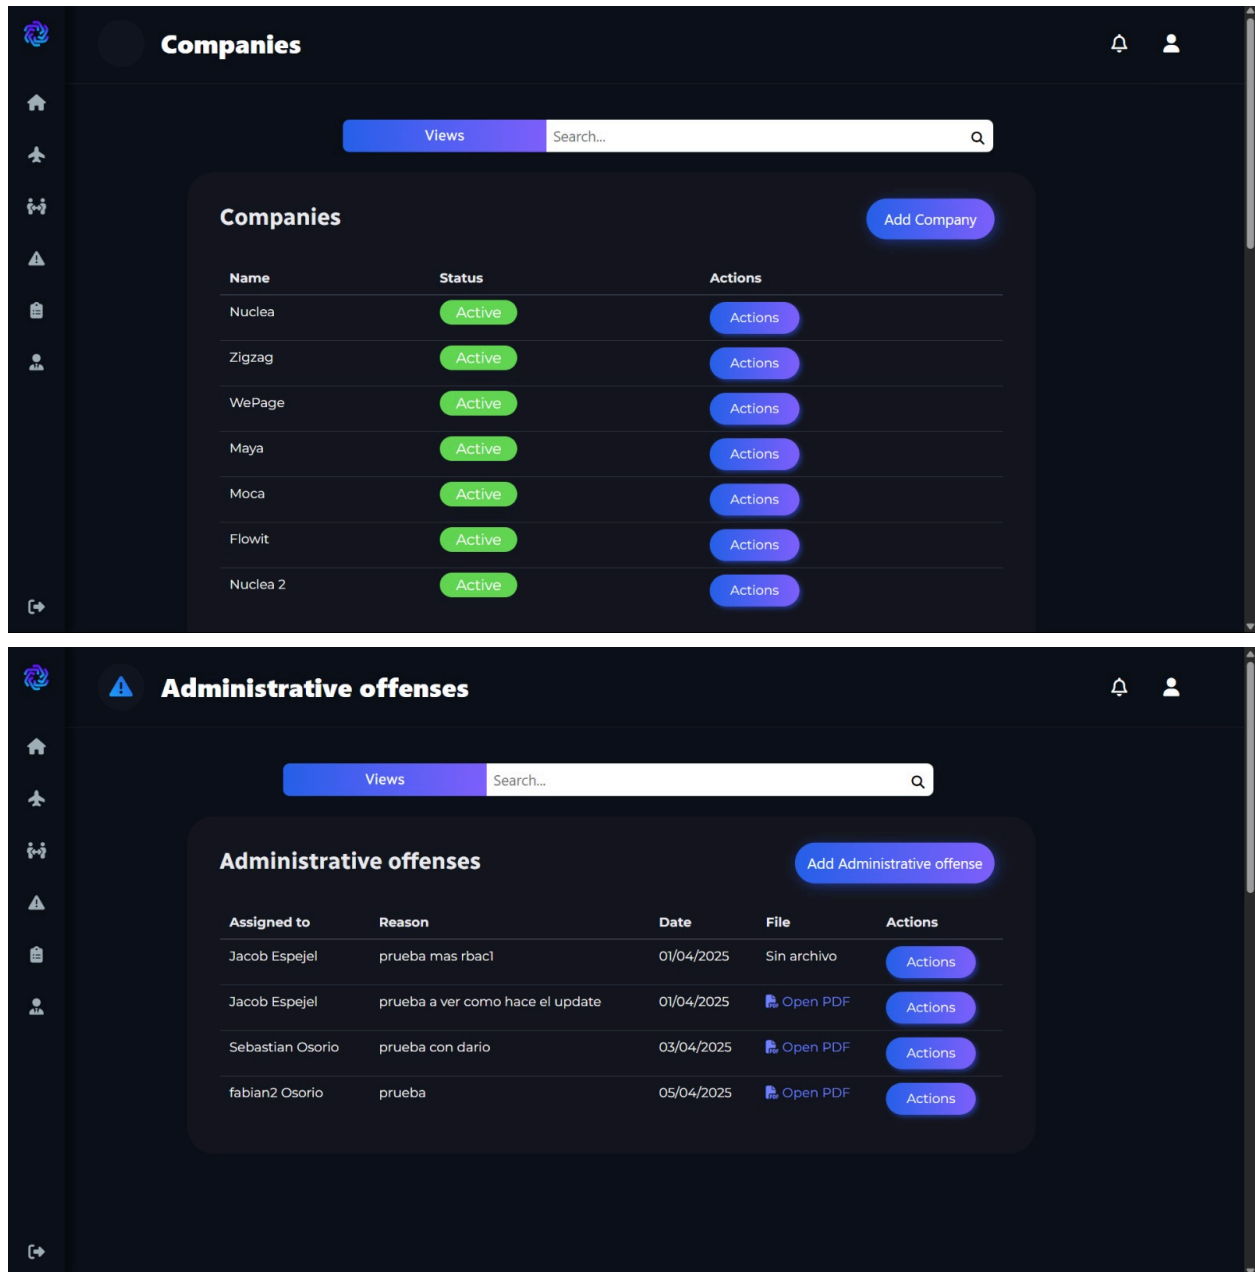 Companies
Views Search...
Companies Add Company
Name Status Actions
Nuclea Active Actions
Zigzag Active Actions
WePage Active Actions
Maya Active Actions
Moca Active Actions
Flowit Active Actions
Nuclea 2 Active Actions
Administrative offenses
Views Search...
Administrative offenses Add Administrative offense
Assigned to Reason Date File Actions
Jacob Espejel prueba mas rbac1 01/04/2025 Sin archivo Actions
Jacob Espejel prueba a ver como hace el update 01/04/2025 Open PDF Actions
Sebastian Osorio prueba con dario 03/04/2025 Open PDF Actions
fabian2 Osorio prueba 05/04/2025 Open PDF Actions